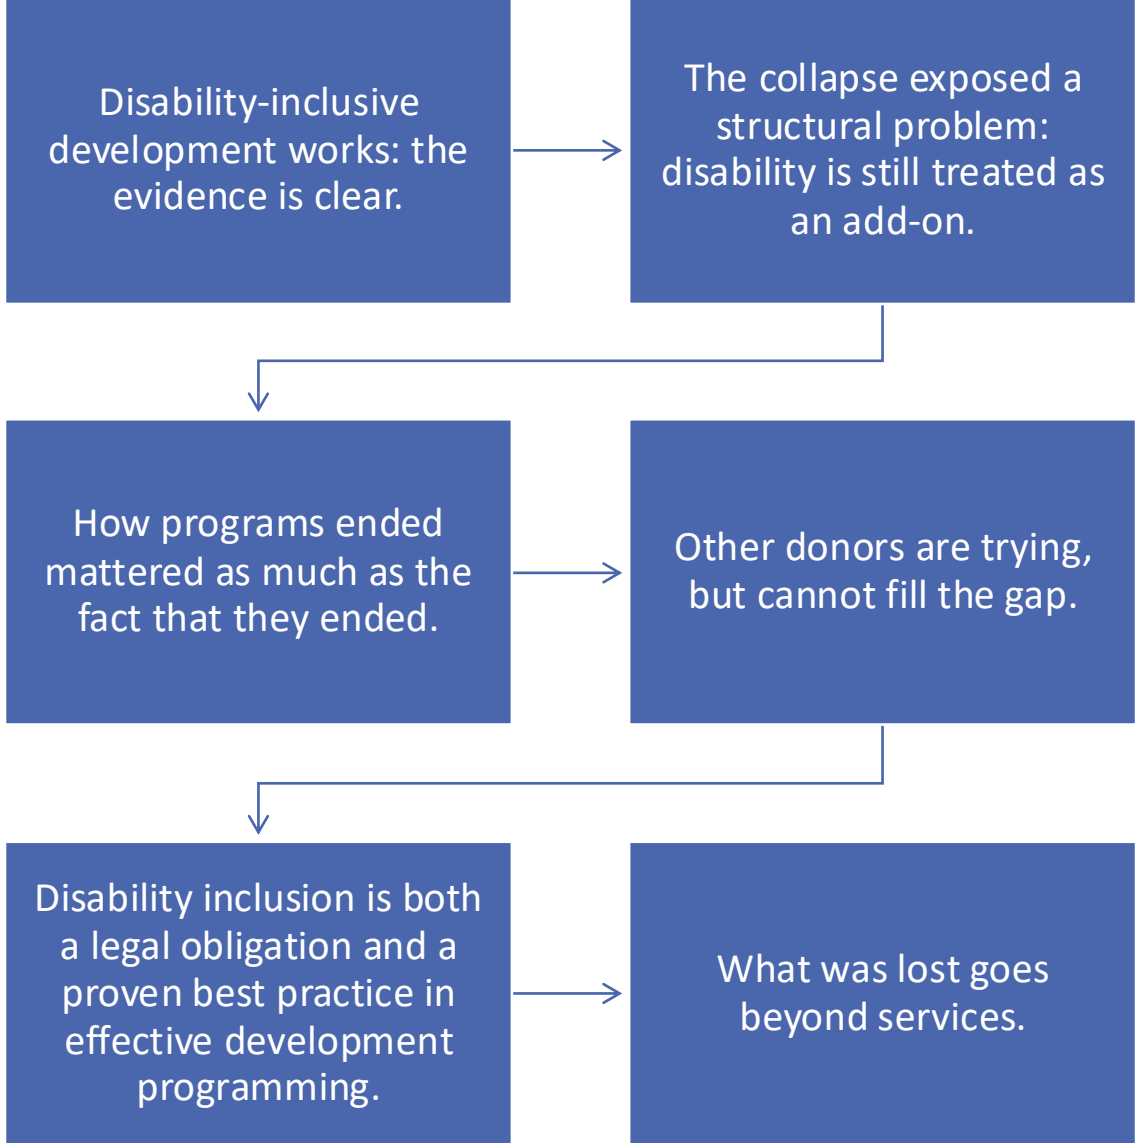 Disability-inclusive
development works: the
evidence is clear.
The collapse exposed a
structural problem:
disability is still treated as
an add-on.
How programs ended
mattered as much as the
fact that they ended.
Other donors are trying,
but cannot fill the gap.
Disability inclusion is both
a legal obligation and a
proven best practice in
effective development
programming.
What was lost goes
beyond services.